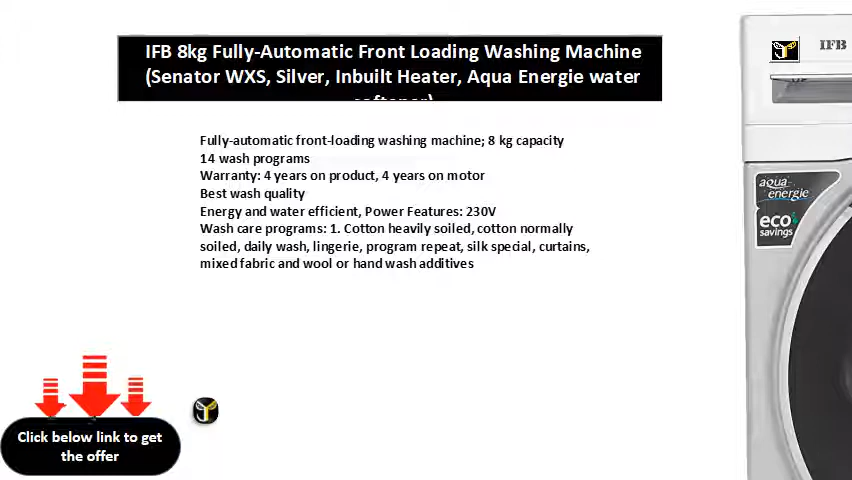 IFB 8kg Fully-Automatic Front Loading Washing Machine
(Senator WXS, Silver, Inbuilt Heater, Aqua Energie water
softener)
IFB
Fully-automatic front-loading washing machine; 8 kg capacity
14 wash programs
Warranty: 4 years on product, 4 years on motor
Best wash quality
Energy and water efficient, Power Features: 230V
Wash care programs: 1. Cotton heavily soiled, cotton normally
soiled, daily wash, lingerie, program repeat, silk special, curtains,
mixed fabric and wool or hand wash additives
aqua
energie
eco
savings
Click below link to get
the offer